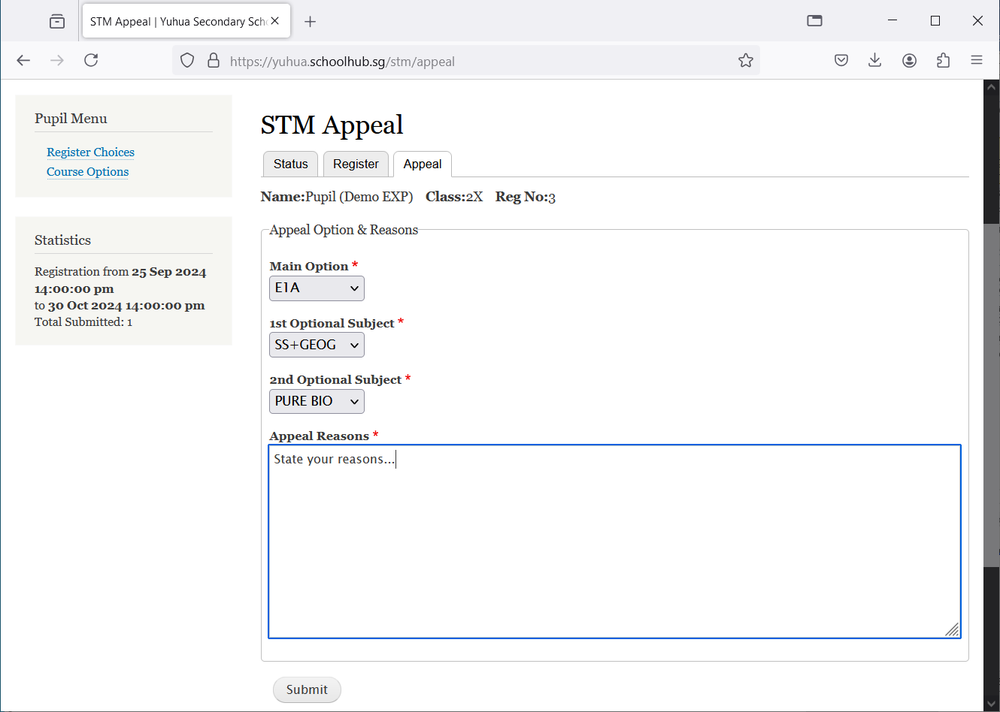 STM Appeal | Yuhua Secondary Sch
https://yuhua.schoolhub.sg/stm/appeal
Pupil Menu
Register Choices
Course Options
Statistics
Registration from 25 Sep 2024
14:00:00 pm
to 30 Oct 2024 14:00:00 pm
Total Submitted: 1
STM Appeal
Status Register Appeal
Name:Pupil (Demo EXP) Class:2X Reg No:3
Appeal Option & Reasons
Main Option *
E1A
1st Optional Subject *
SS+GEOG
2nd Optional Subject *
PURE BIO
Appeal Reasons *
State your reasons...
Submit